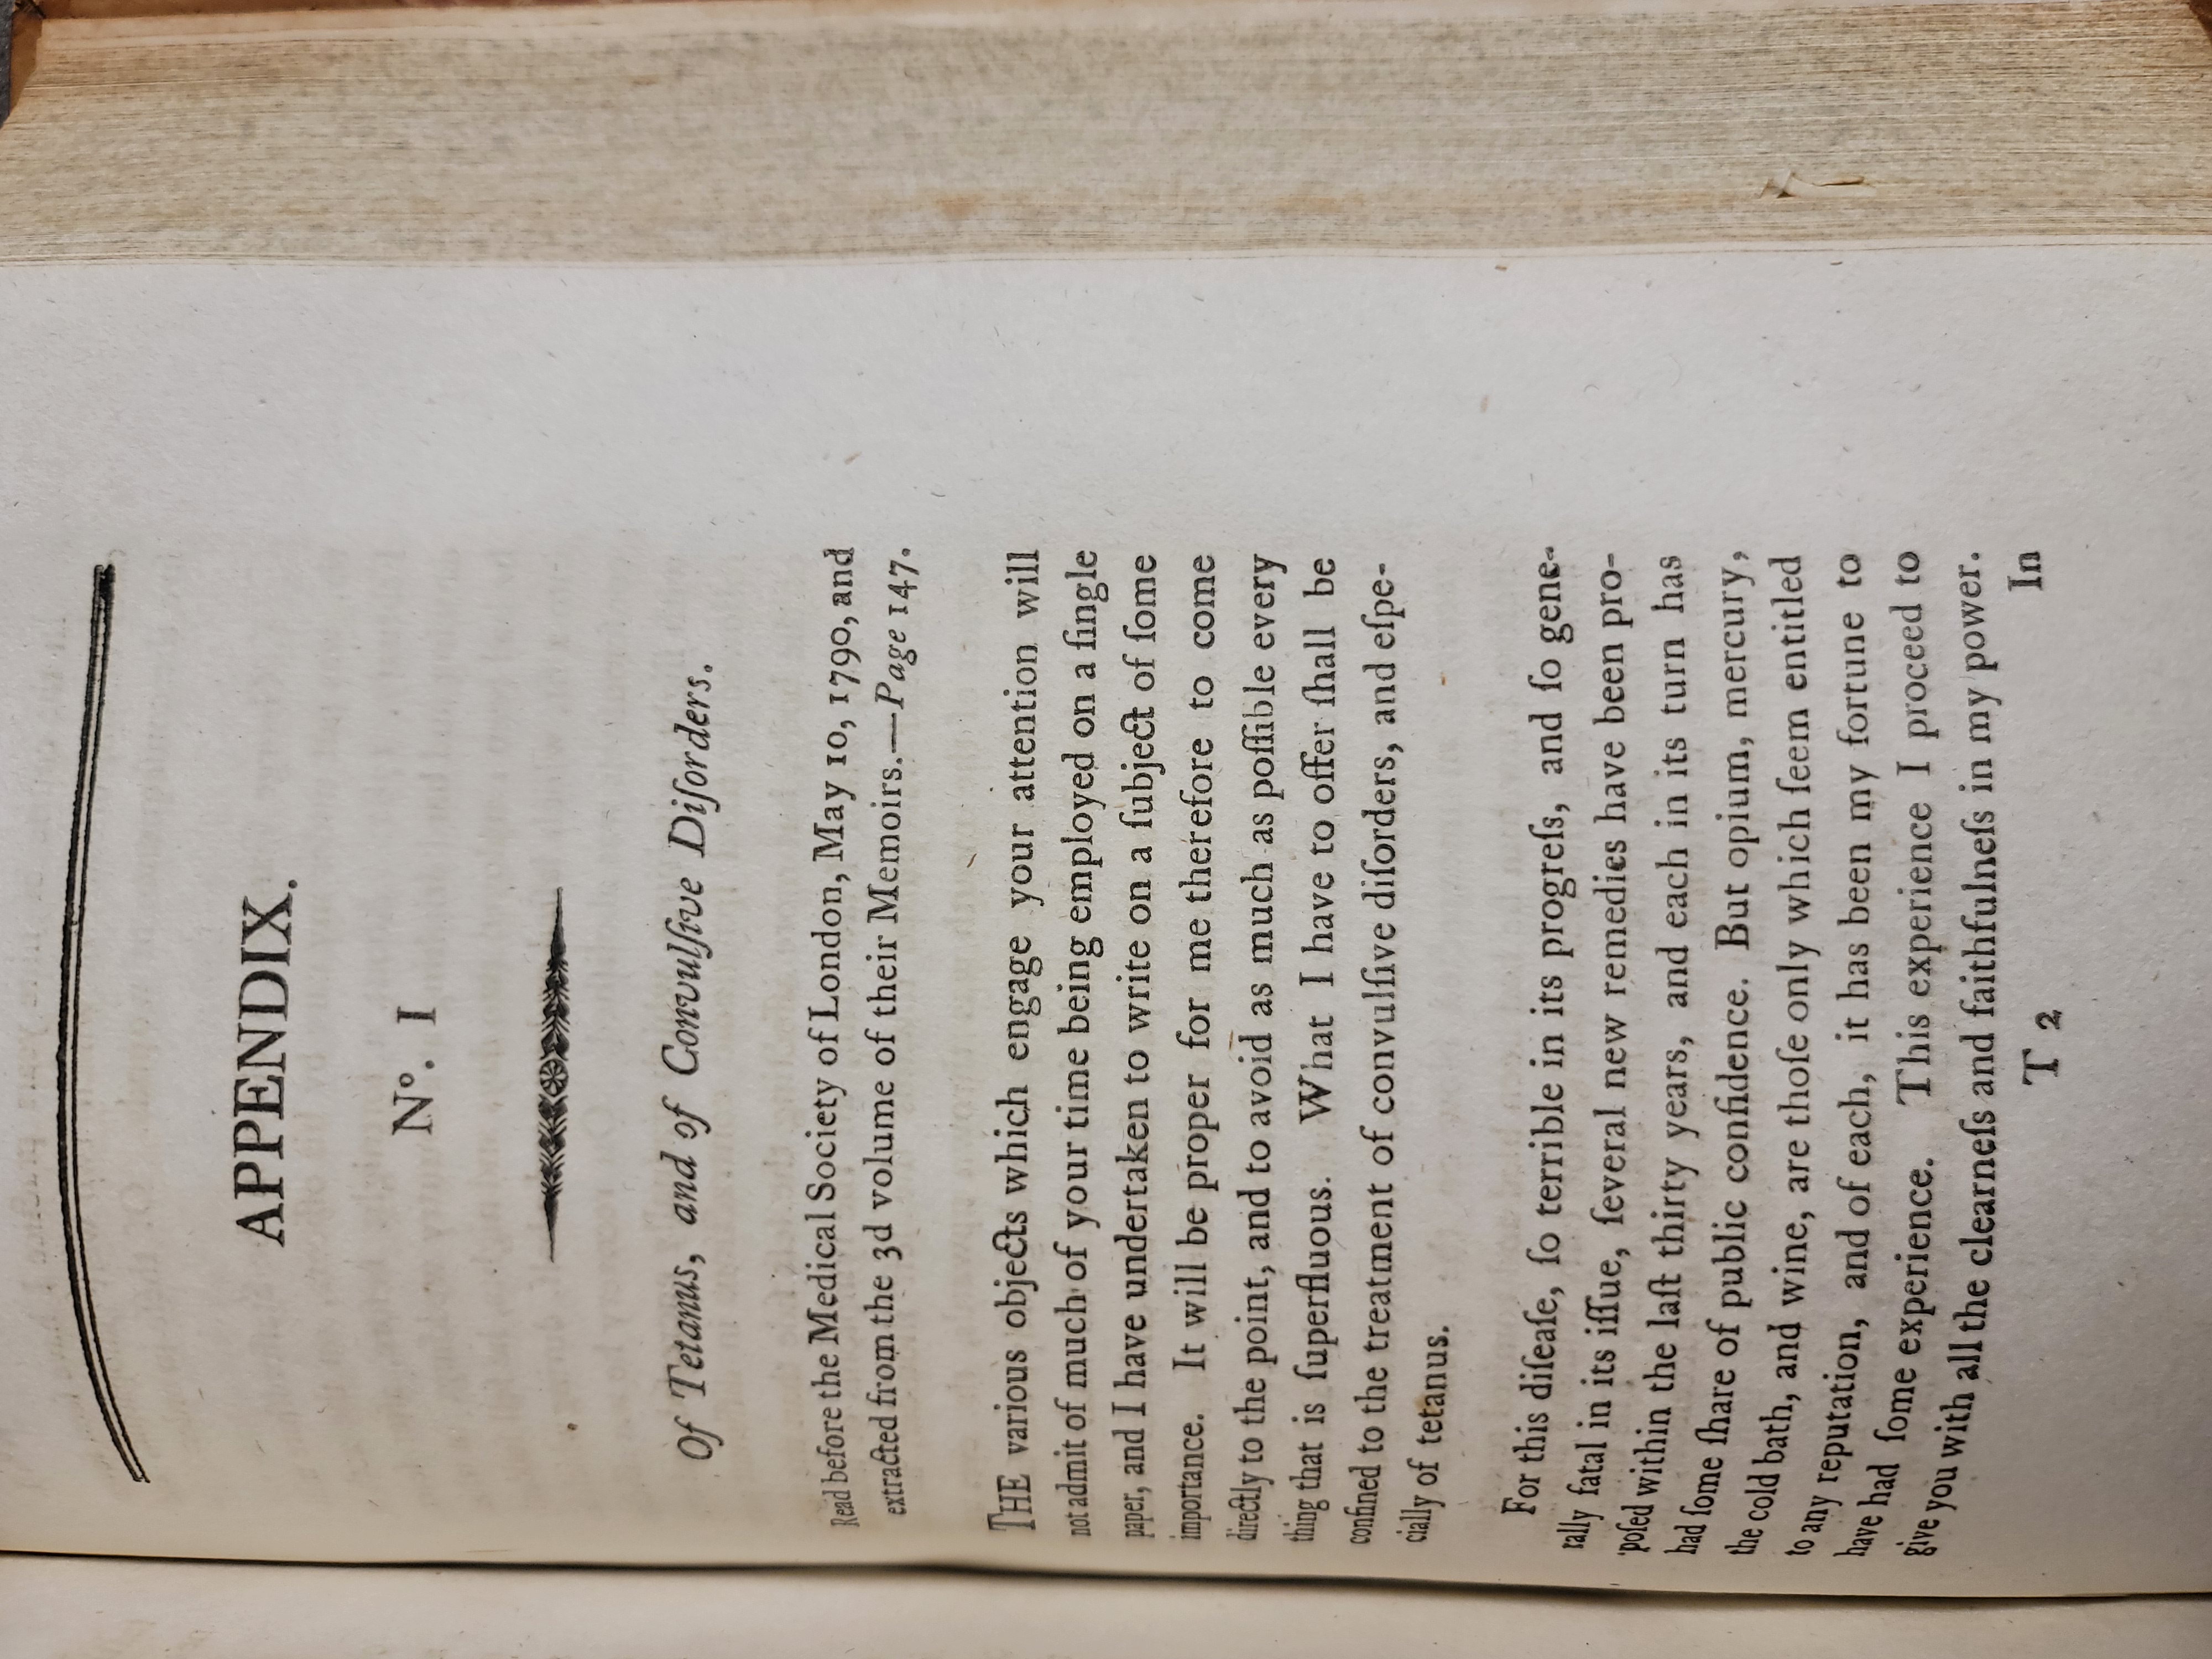 APPENDIX.
Nº. I
Of Tetanus, and of Convulſive Diſorders.
Read before the Medical Society of London, May 10, 1790, and
extracted from the 3d volume of their Memoirs.—Page 147.
THE various objects which engage your attention will
not admit of much of your time being employed on a ſingle
paper, and I have undertaken to write on a ſubject of ſome
importance. It will be proper for me therefore to come
directly to the point, and to avoid as much as poſſible every
thing that is ſuperfluous. What I have to offer ſhall be
confined to the treatment of convulſive diſorders, and eſpe-
cially of tetanus.
For this diſeaſe, ſo terrible in its progreſs, and ſo gene-
rally fatal in its iſſue, ſeveral new remedies have been pro-
poſed within the laſt thirty years, and each in its turn has
had ſome ſhare of public confidence. But opium, mercury,
the cold bath, and wine, are thoſe only which ſeem entitled
to any reputation, and of each, it has been my fortune to
have had ſome experience. This experience I proceed to
give you with all the clearneſs and faithfulneſs in my power.
T 2
In